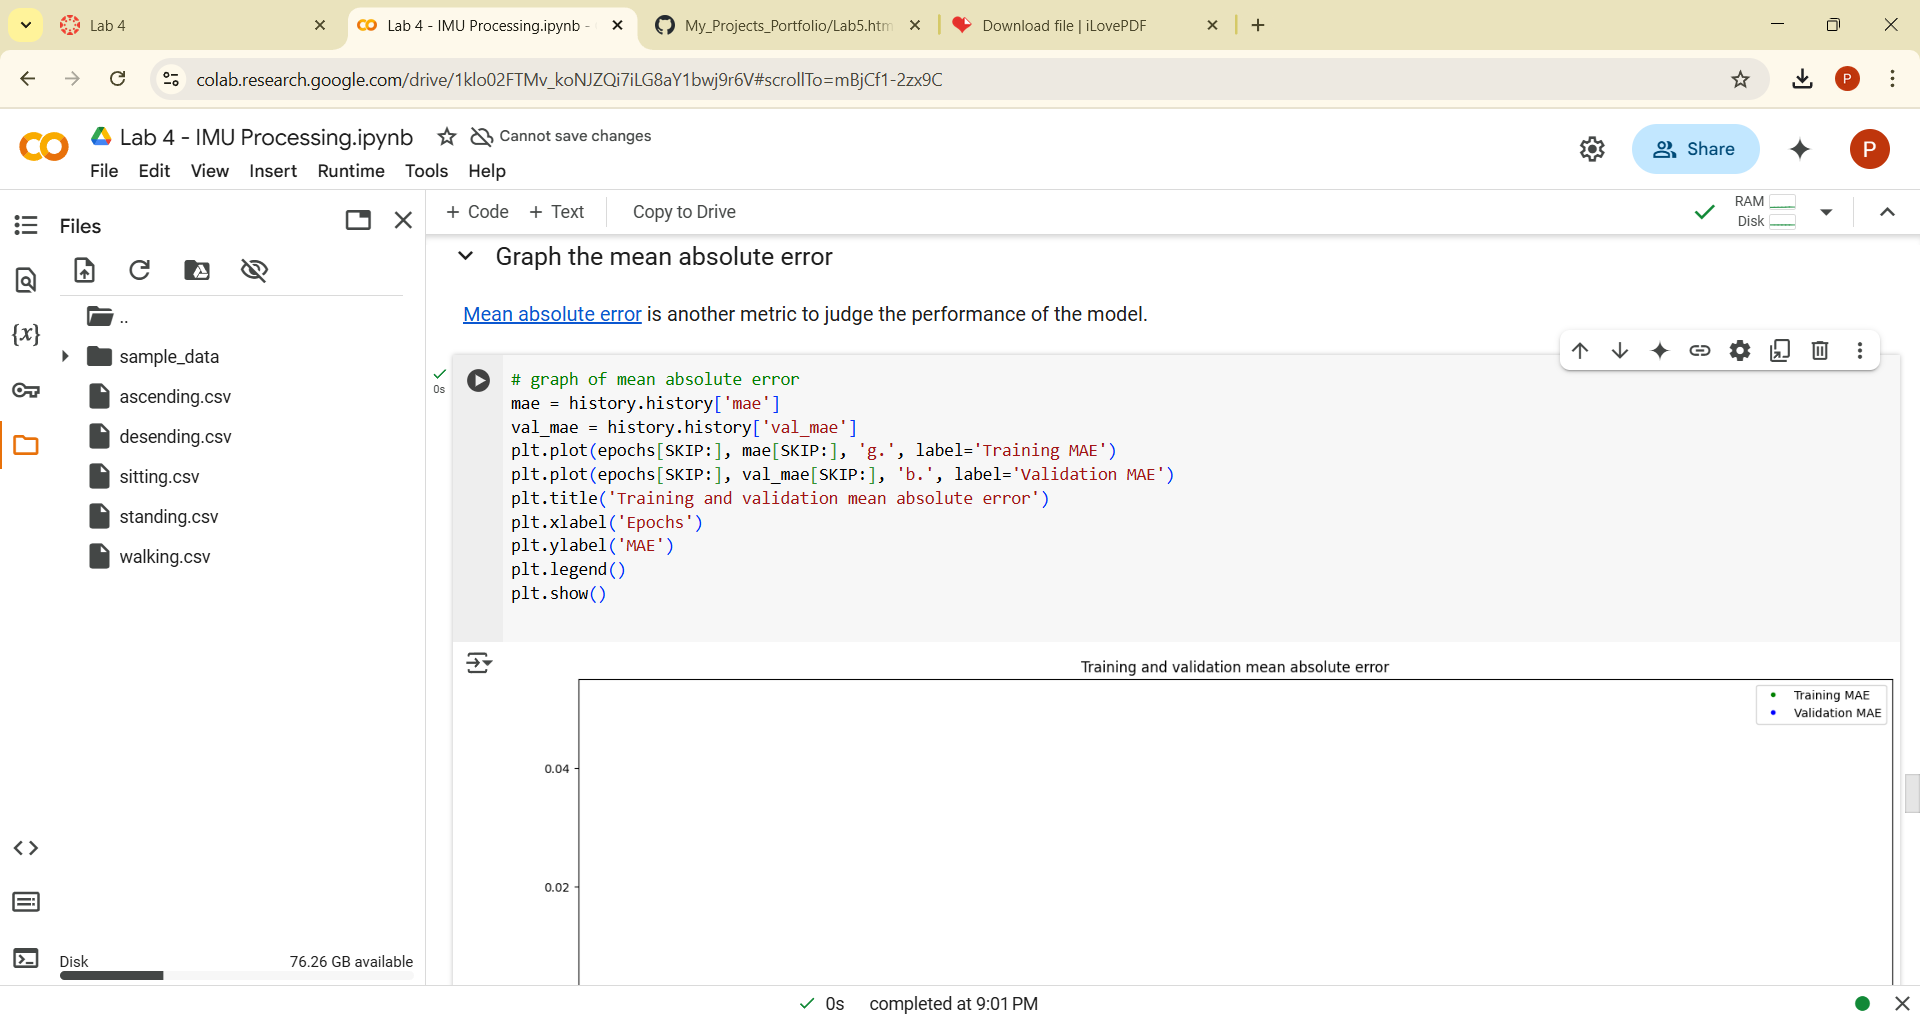 Lab 4
Lab 4 - IMU Processing.ipynb -
My_Projects_Portfolio/Lab5.htm
Download file | iLovePDF
colab.research.google.com/drive/1klo02FTMv_koNJZQi7iLG8aY1bwj9r6V#scrollTo=mBjCf1-2zx9C
P
Lab 4 - IMU Processing.ipynb
Cannot save changes
File Edit View Insert Runtime Tools Help
Share
P
Files
+ Code + Text Copy to Drive
RAM
Disk
..
sample_data
ascending.csv
desending.csv
sitting.csv
standing.csv
walking.csv
Disk 76.26 GB available
Graph the mean absolute error
Mean absolute error is another metric to judge the performance of the model.
0s
# graph of mean absolute error
mae = history.history['mae']
val_mae = history.history['val_mae']
plt.plot(epochs[SKIP:], mae[SKIP:], 'g.', label='Training MAE')
plt.plot(epochs[SKIP:], val_mae[SKIP:], 'b.', label='Validation MAE')
plt.title('Training and validation mean absolute error')
plt.xlabel('Epochs')
plt.ylabel('MAE')
plt.legend()
plt.show()
Training and validation mean absolute error
Training MAE
Validation MAE
0.04
0.02
0s completed at 9:01 PM